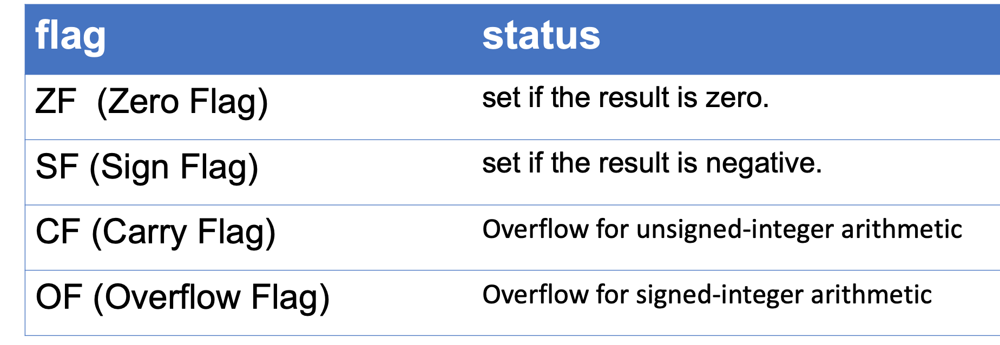 flag status
ZF (Zero Flag) set if the result is zero.
SF (Sign Flag) set if the result is negative.
CF (Carry Flag) Overflow for unsigned-integer arithmetic
OF (Overflow Flag) Overflow for signed-integer arithmetic